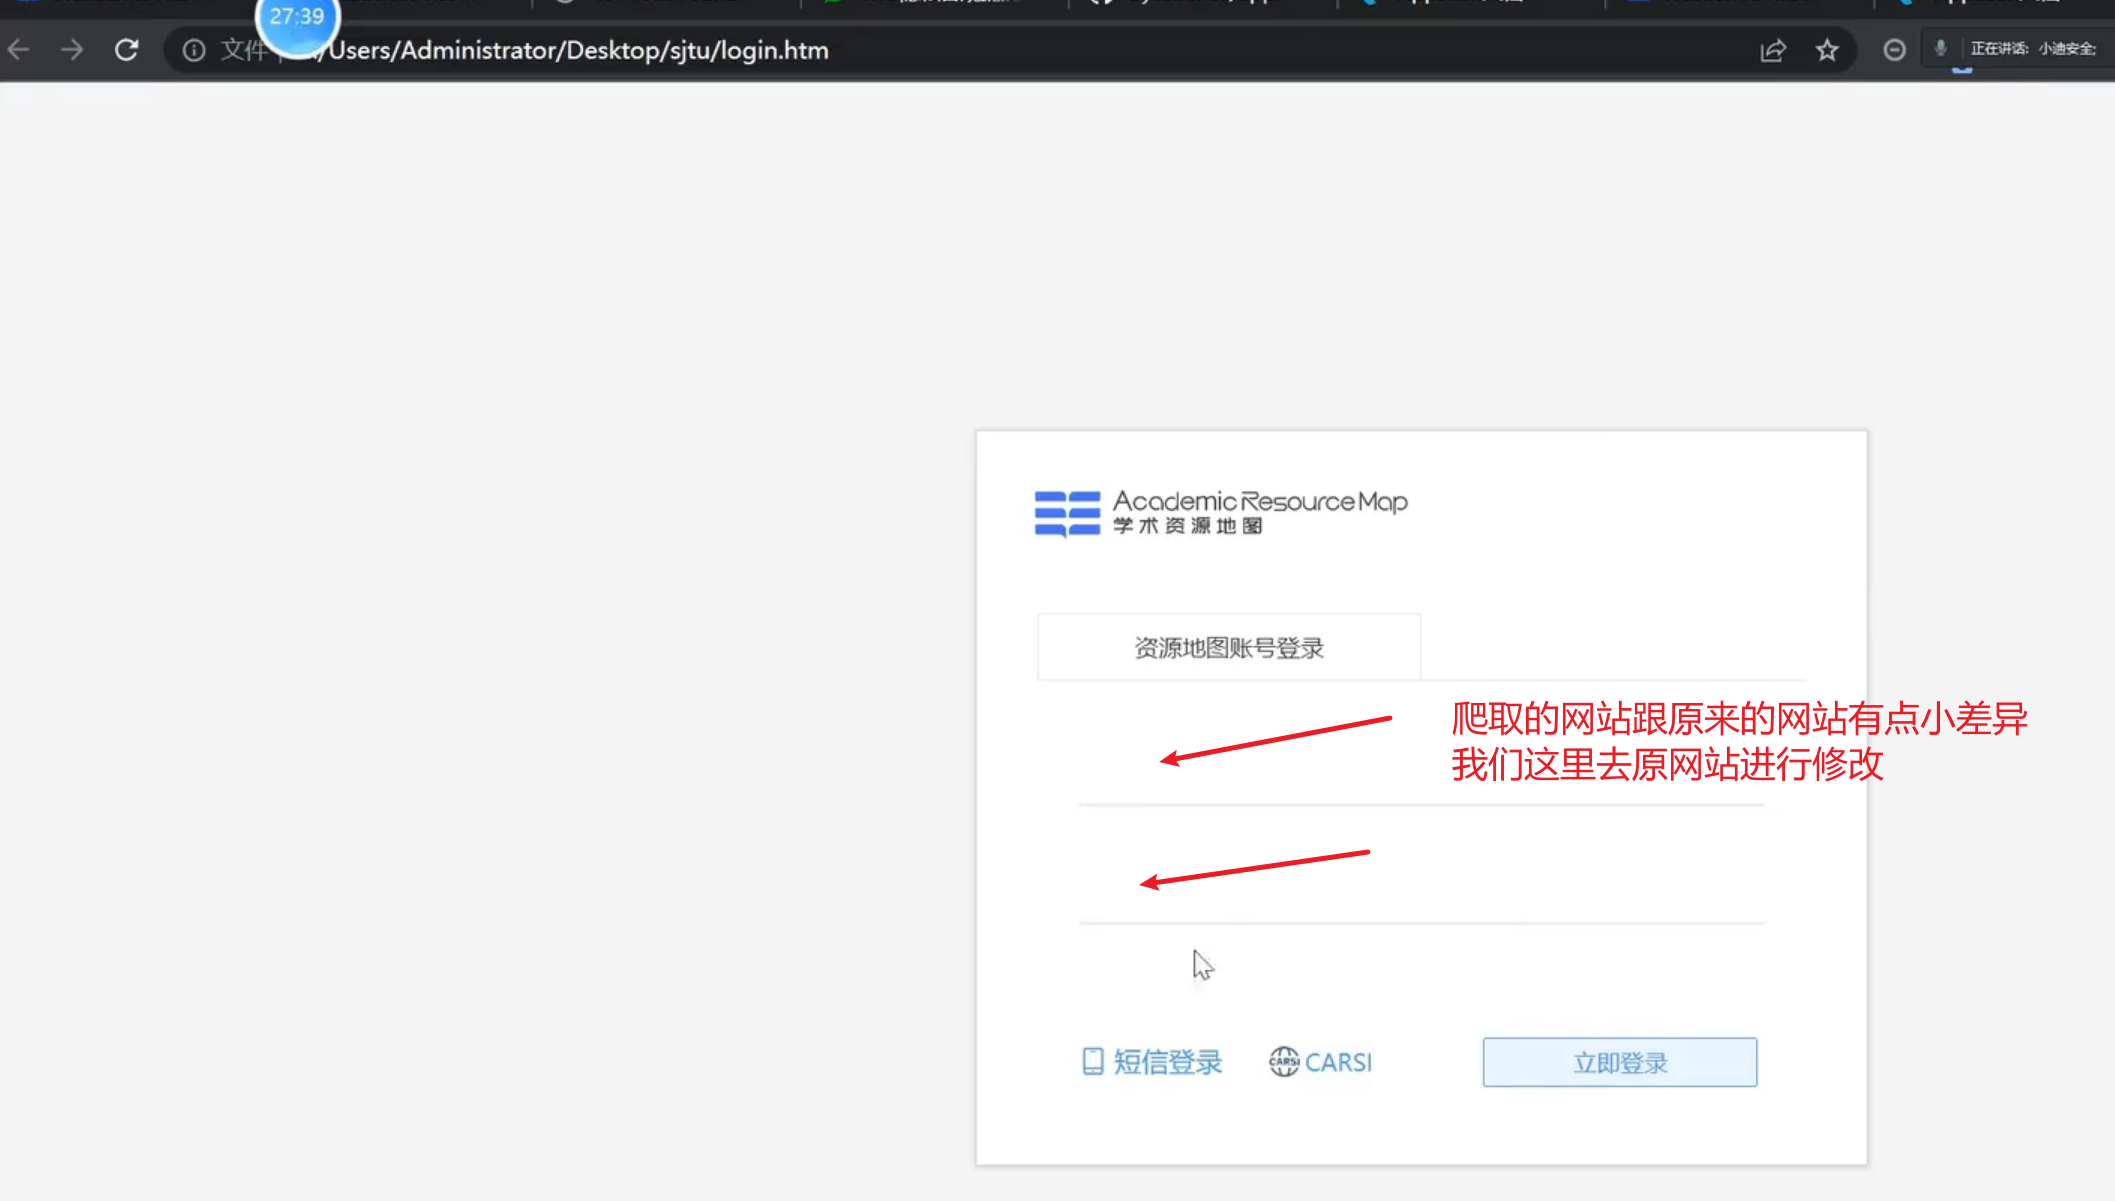 27:39
文件
/Users/Administrator/Desktop/sjtu/login.htm
正在讲话: 小迪安全;
Academic Resource Map
学术资源地图
资源地图账号登录
爬取的网站跟原来的网站有点小差异
我们这里去原网站进行修改
短信登录
CARSI
CARSI
立即登录